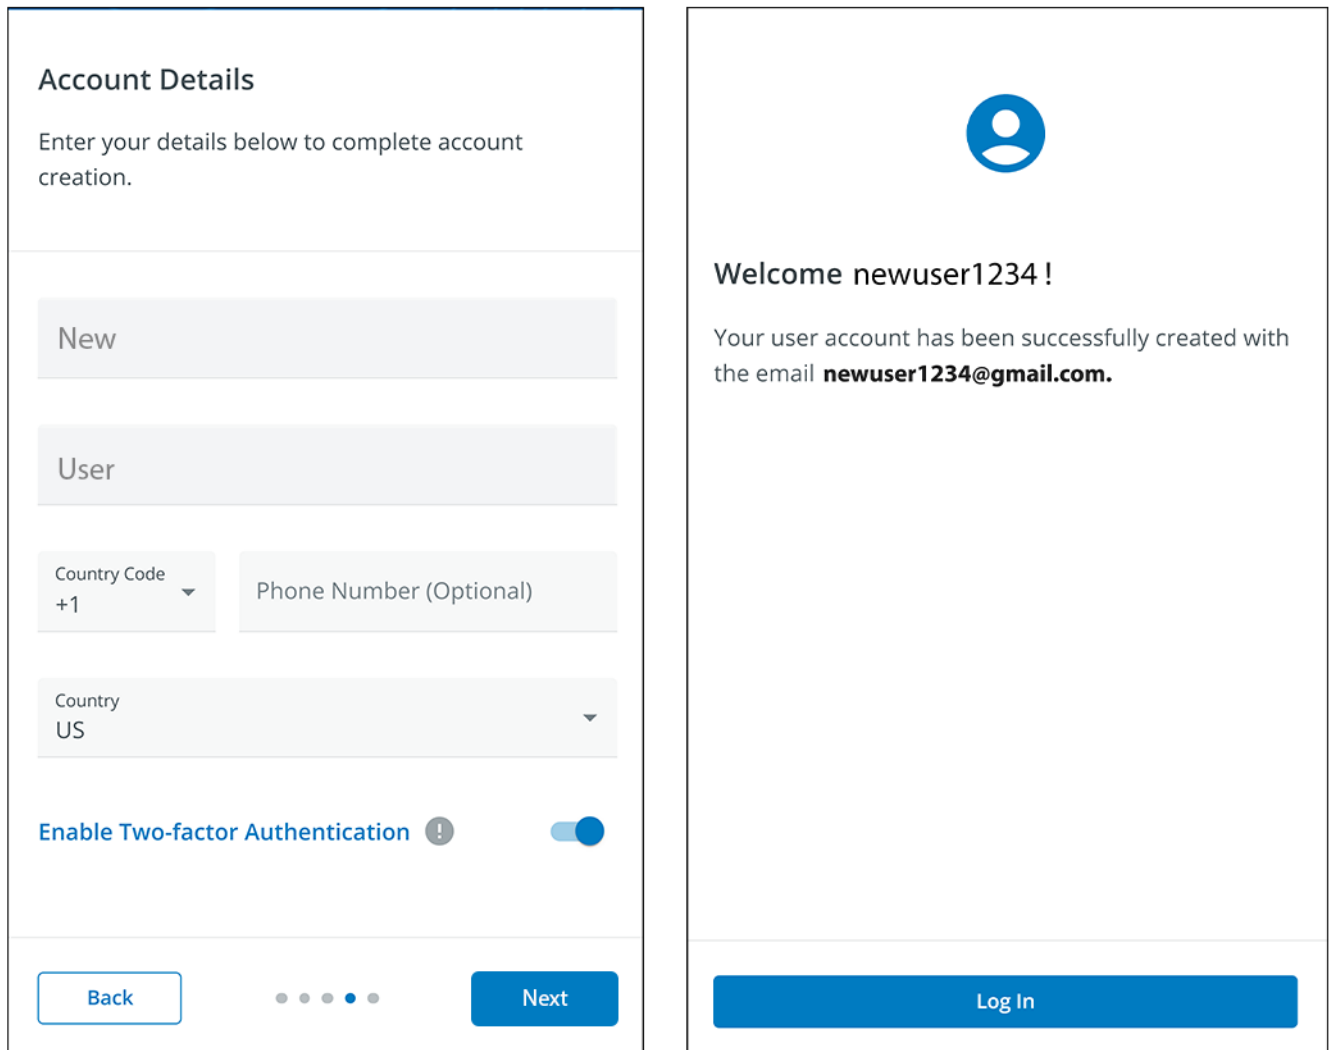 Account Details
Enter your details below to complete account
creation.
New
User
Country Code
+1
Phone Number (Optional)
Country
US
Enable Two-factor Authentication !
Back
Next
Welcome newuser1234 !
Your user account has been successfully created with
the email newuser1234@gmail.com.
Log In